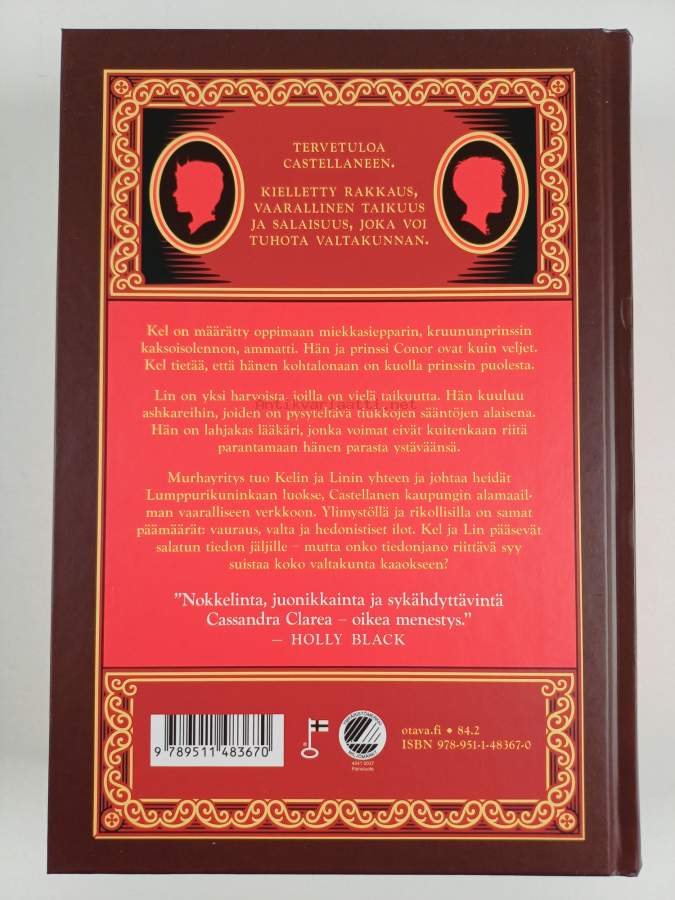 TERVETULOA
CASTELLANEEN.
KIELLETTY RAKKAUS,
VAARALLINEN TAIKUUS
JA SALAISUUS, JOKA VOI
TUHOTA VALTAKUNNAN.
Kel on määrätty oppimaan miekkasiepparin, kruununprinssin
kaksoisolennon, ammatti. Hän ja prinssi Conor ovat kuin veljet.
Kel tietää, että hänen kohtalonaan on kuolla prinssin puolesta.
Lin on yksi harvoista, joilla on vielä taikuutta. Hän kuuluu
Antikvariaatti.net
ashkareihin, joiden on pysyteltävä tiukkojen sääntöjen alaisena.
Hän on lahjakas lääkäri, jonka voimat eivät kuitenkaan riitä
parantamaan hänen parasta ystäväänsä.
Murhayritys tuo Kelin ja Linin yhteen ja johtaa heidät
Lumppurikuninkaan luokse, Castellanen kaupungin alamaail-
man vaaralliseen verkkoon. Ylimystöllä ja rikollisilla on samat
päämäärät: vauraus, valta ja hedonistiset ilot. Kel ja Lin pääsevät
salatun tiedon jäljille – mutta onko tiedonjano riittävä syy
suistaa koko valtakunta kaaokseen?
”Nokkelinta, juonikkainta ja sykähdyttävintä
Cassandra Clarea – oikea menestys.”
– HOLLY BLACK
9 789511 483670
4041 0027
Painotuote
otava.fi • 84.2
ISBN 978-951-1-48367-0